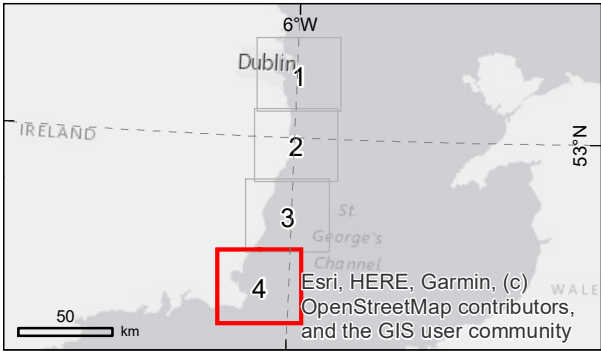 6°W
Dublin
1
IRELAND
2
53°N
3
St.
George's
Channel
4
Esri, HERE, Garmin, (c)
OpenStreetMap contributors,
and the GIS user community
WALE
50
km